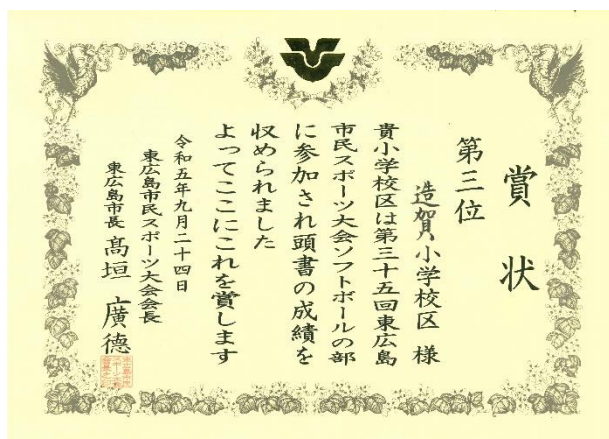 賞状
第三位
造賀小学校区 様
貴小学校区は第三十五回東広島
市民スポーツ大会ソフトボールの部
に参加され頭書の成績を
収められました
よってここにこれを賞します
令和五年九月二十四日
東広島市民スポーツ大会会長
東広島市長 髙垣 廣德